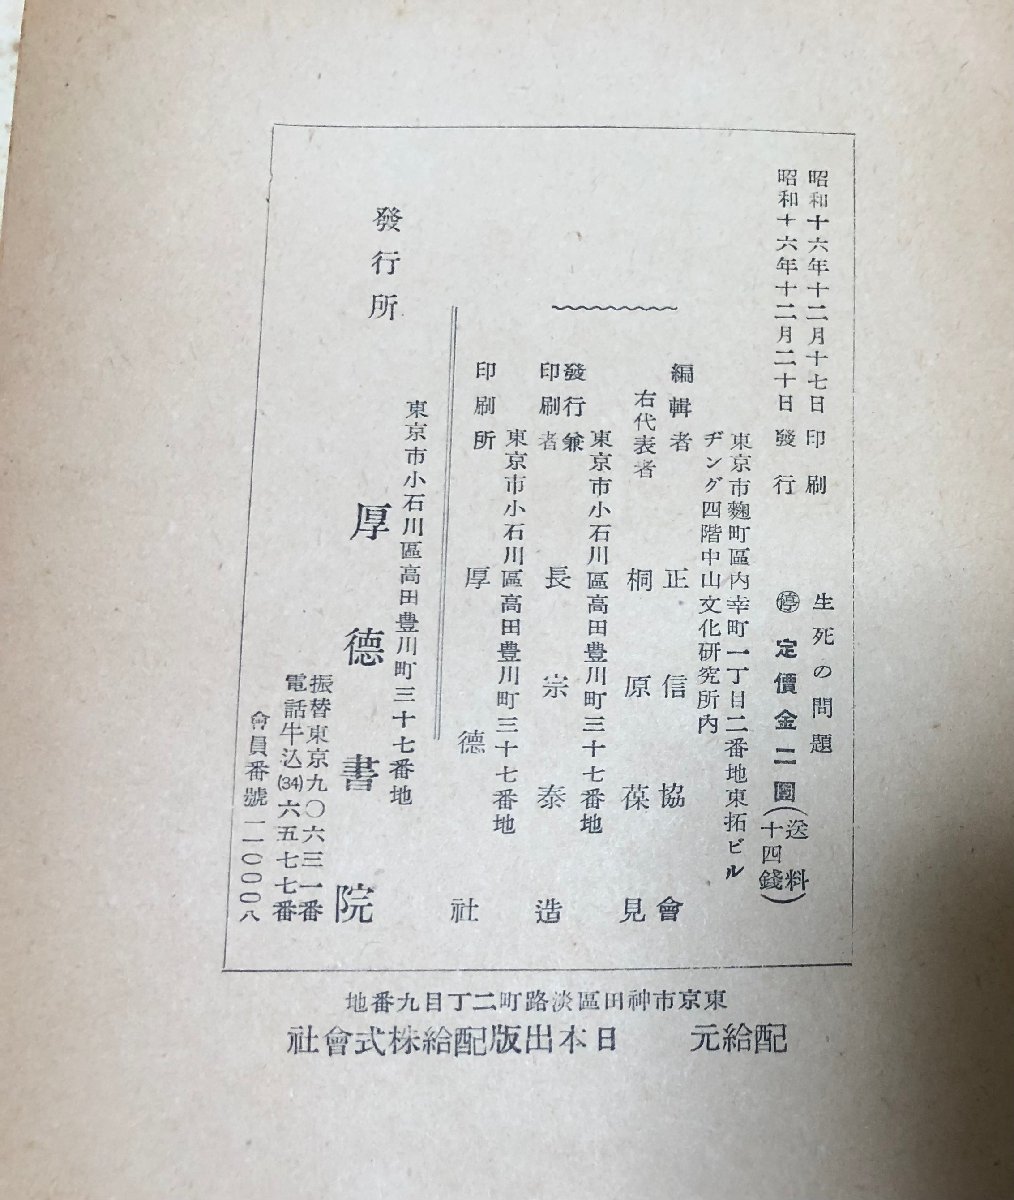 昭和十六年十二月十七日印刷
昭和十六年十二月二十日發行
生死の問題
㊡定價金二圓(送料十四錢)
東京市麴町區内幸町一丁目二番地東拓ビル
ヂング四階中山文化研究所内
編輯者 正信協會
右代表者 桐原葆見
東京市小石川區高田豊川町三十七番地
發行兼
印刷者 長宗泰造
東京市小石川區高田豊川町三十七番地
印刷所 厚德社
東京市小石川區高田豊川町三十七番地
發行所 厚德書院
振替東京九〇六三一番
電話牛込(34)六五七七番
會員番號一一〇〇〇八
東京市神田區淡路町二丁目九番地
配給元 日本出版配給株式會社